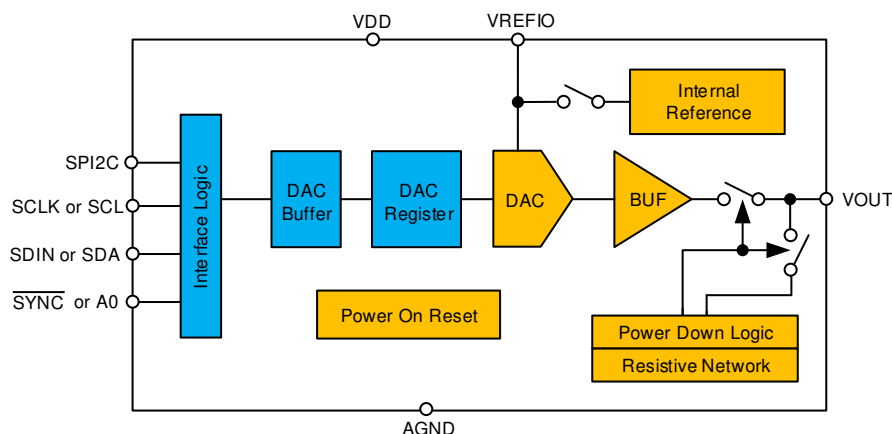 VDD
VREFIO
Internal
Reference
SPI2C
SCLK or SCL
SDIN or SDA
SYNC or A0
Interface Logic
DAC
Buffer
DAC
Register
DAC
BUF
VOUT
Power On Reset
Power Down Logic
Resistive Network
AGND